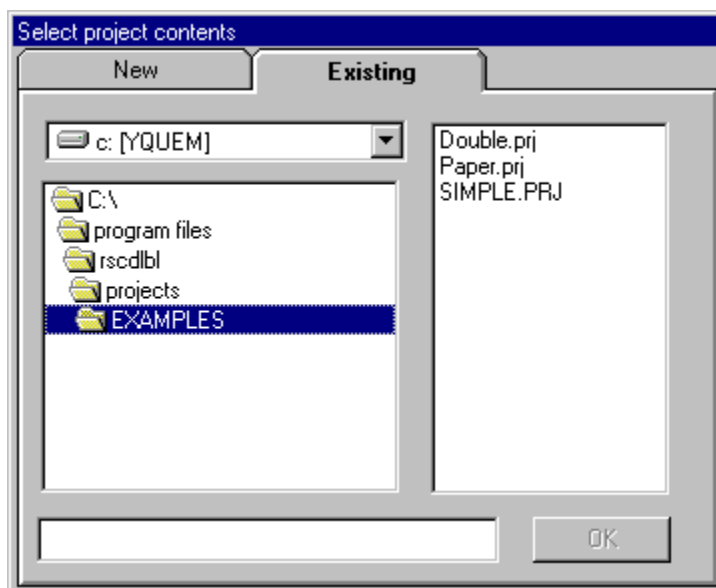 Select project contents
New
Existing
c: [YQUEM]
C:\
program files
rscdlbl
projects
EXAMPLES
Double.prj
Paper.prj
SIMPLE.PRJ
OK